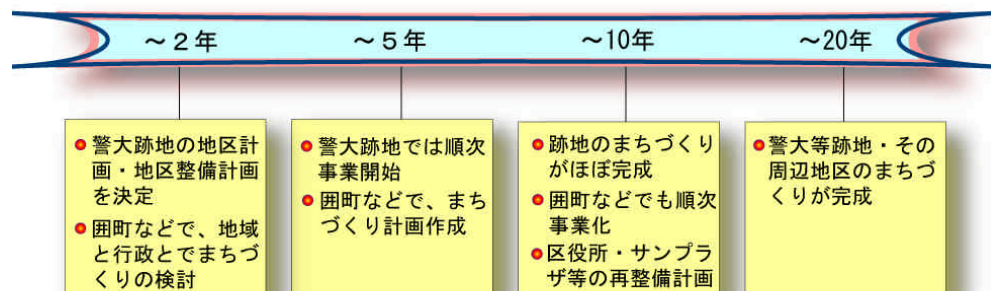 ～２年
～５年
～10年
～20年
警大跡地の地区計
画・地区整備計画
を決定
囲町などで、地域
と行政とでまちづ
くりの検討
警大跡地では順次
事業開始
囲町などで、まち
づくり計画作成
跡地のまちづくり
がほぼ完成
囲町などでも順次
事業化
区役所・サンプラ
ザ等の再整備計画
警大等跡地・その
周辺地区のまちづ
くりが完成